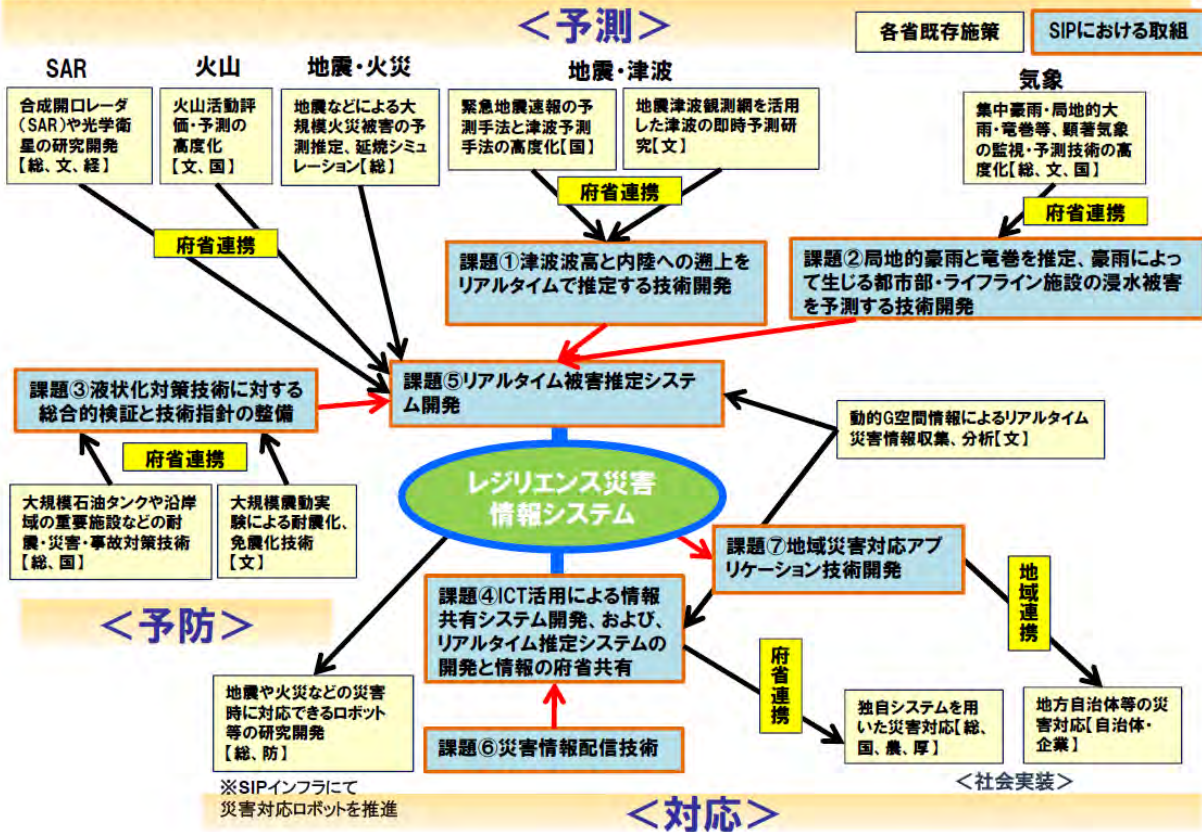 ＜予測＞
各省既存施策
SIPにおける取組
SAR
火山
地震・火災
地震・津波
気象
合成開口レーダ
（SAR）や光学衛
星の研究開発
【総、文、経】
火山活動評
価・予測の
高度化
【文、国】
地震などによる大
規模火災被害の予
測推定、延焼シミュ
レーション【総】
緊急地震速報の予
測手法と津波予測
手法の高度化【国】
地震津波観測網を活用
した津波の即時予測研
究【文】
集中豪雨・局地的大
雨・竜巻等、顕著気象
の監視・予測技術の高
度化【総、文、国】
府省連携
府省連携
府省連携
課題①津波波高と内陸への遡上を
リアルタイムで推定する技術開発
課題②局地的豪雨と竜巻を推定、豪雨によっ
て生じる都市部・ライフライン施設の浸水被害
を予測する技術開発
課題③液状化対策技術に対する
総合的検証と技術指針の整備
課題⑤リアルタイム被害推定システ
ム開発
動的G空間情報によるリアルタイム
災害情報収集、分析【文】
府省連携
大規模石油タンクや沿岸
域の重要施設などの耐
震・災害・事故対策技術
【総、国】
大規模震動実
験による耐震化、
免震化技術
【文】
レジリエンス災害
情報システム
課題⑦地域災害対応アプ
リケーション技術開発
＜予防＞
課題④ICT活用による情報
共有システム開発、および、
リアルタイム推定システムの
開発と情報の府省共有
地域連携
府省連携
地震や火災などの災害
時に対応できるロボット
等の研究開発
【総、防】
※SIPインフラにて
災害対応ロボットを推進
課題⑥災害情報配信技術
独自システムを用
いた災害対応【総、
国、農、厚】
地方自治体等の災
害対応【自治体・
企業】
＜社会実装＞
＜対応＞